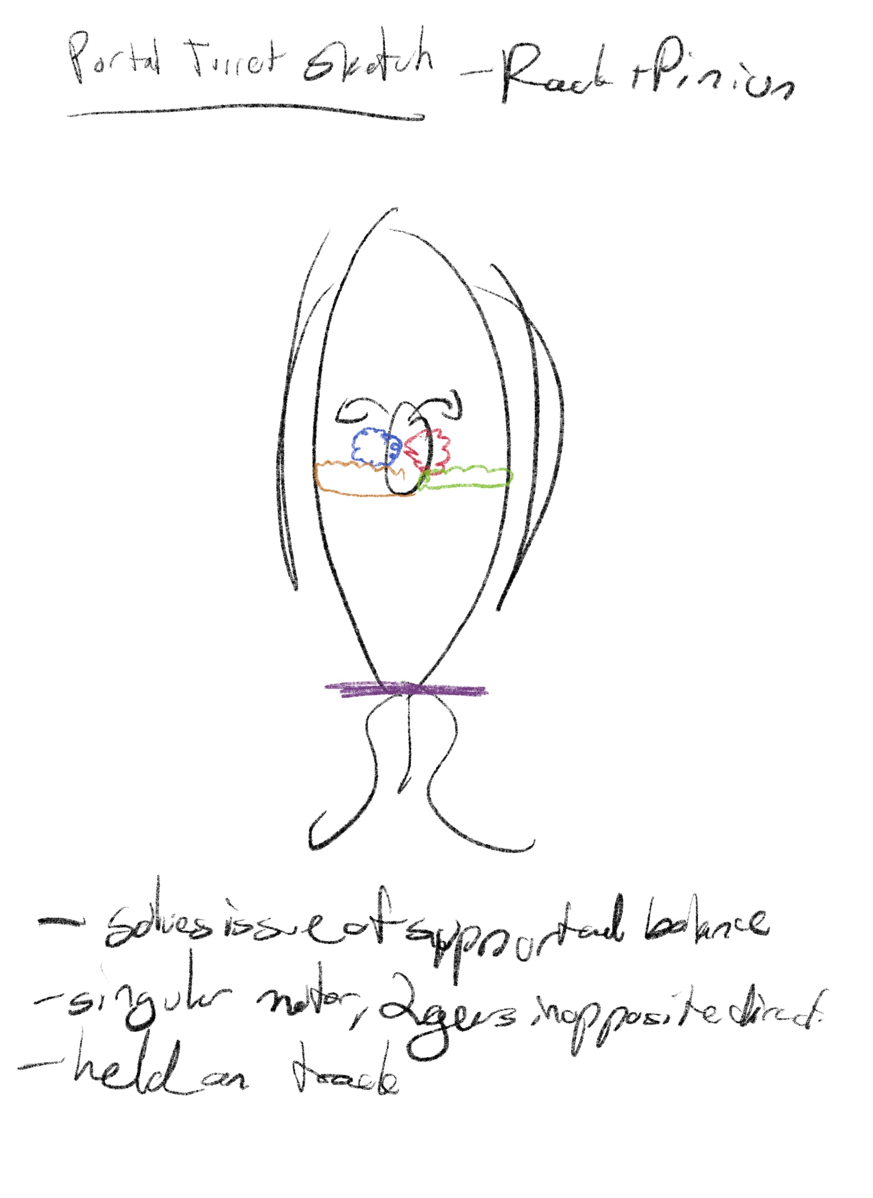 Portal Turret Sketch - Rack + Pinion
- solves issue of support and balance
- singular motor, 2 gears in opposite direct.
- held on track